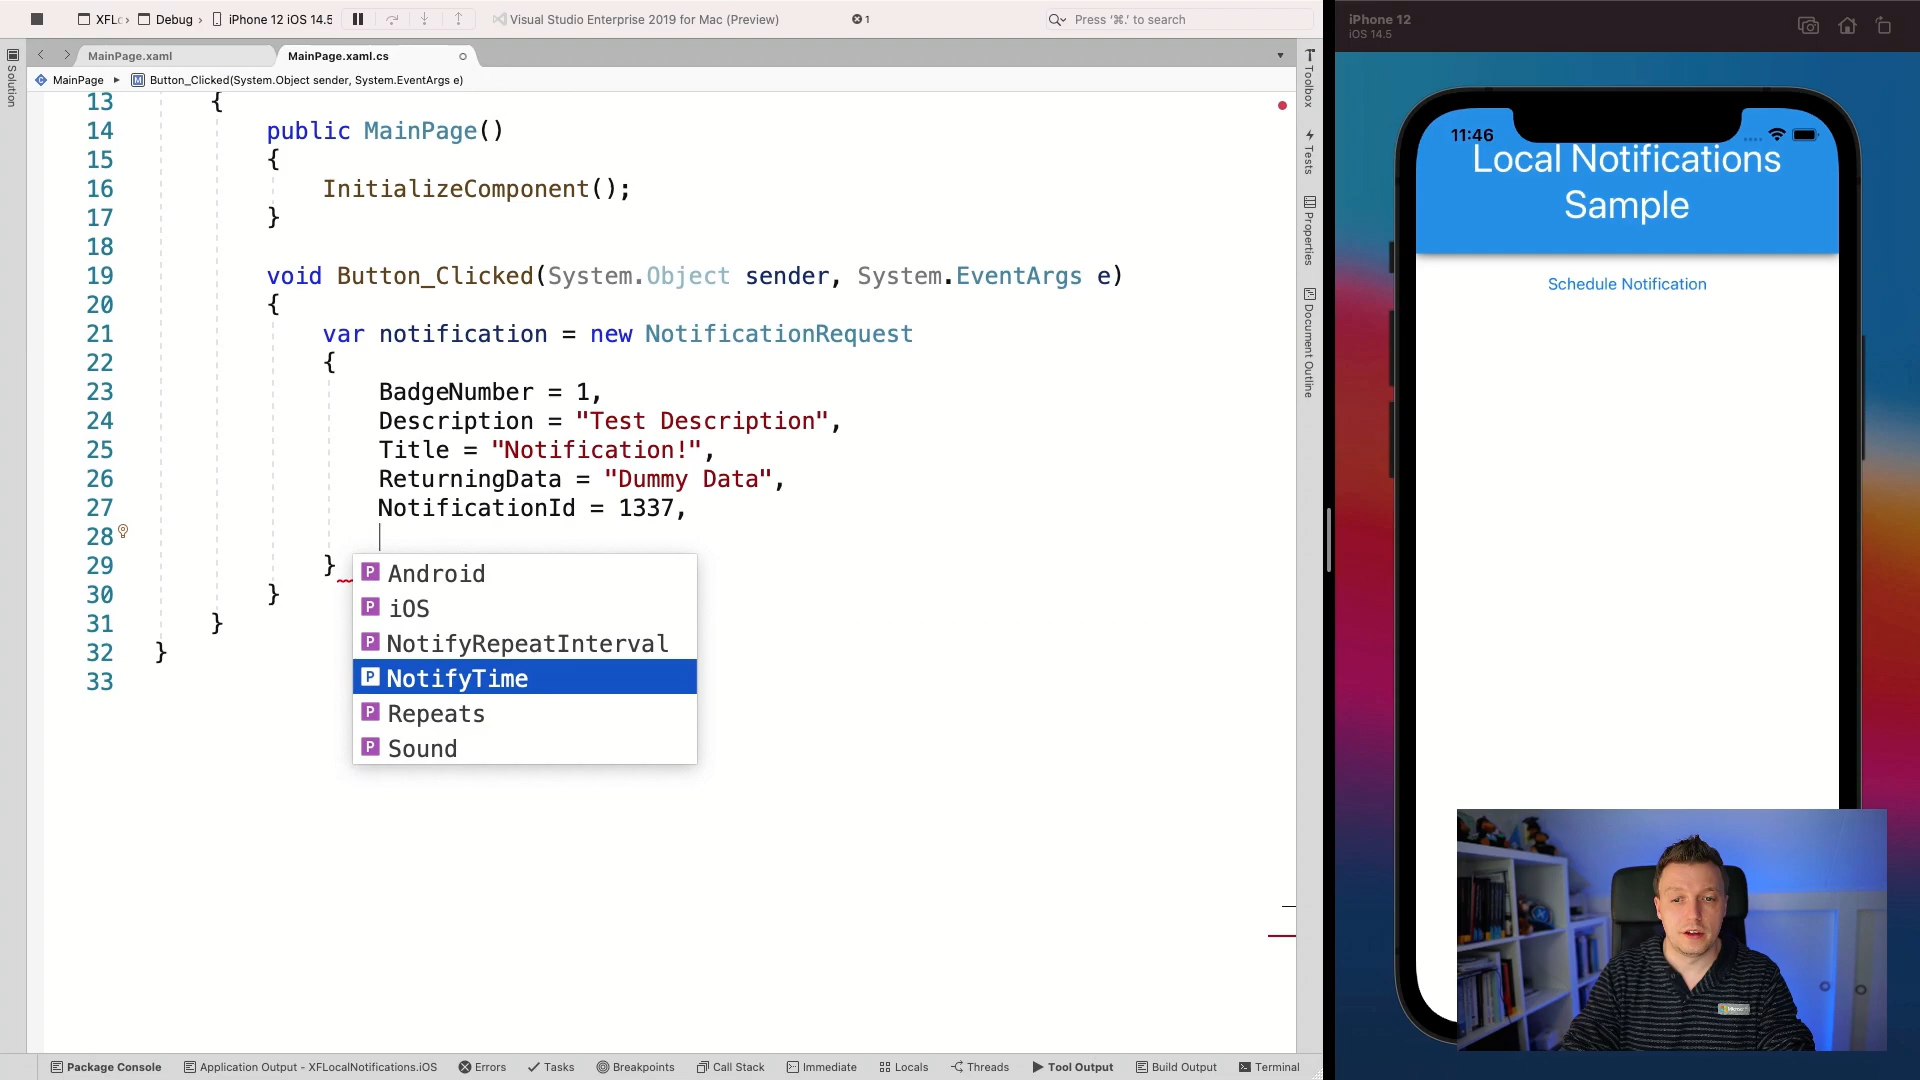 XFLc
Debug
iPhone 12 iOS 14.5
Visual Studio Enterprise 2019 for Mac (Preview)
1
Press '⌘.' to search
MainPage.xaml
MainPage.xaml.cs
MainPage
Button_Clicked(System.Object sender, System.EventArgs e)
Solution
13 {
14 public MainPage()
15 {
16 InitializeComponent();
17 }
18
19 void Button_Clicked(System.Object sender, System.EventArgs e)
20 {
21 var notification = new NotificationRequest
22 {
23 BadgeNumber = 1,
24 Description = "Test Description",
25 Title = "Notification!",
26 ReturningData = "Dummy Data",
27 NotificationId = 1337,
28
29 }
30 }
31 }
32 }
33
P Android
P iOS
P NotifyRepeatInterval
P NotifyTime
P Repeats
P Sound
Toolbox
Tests
Properties
Document Outline
Package Console
Application Output - XFLocalNotifications.iOS
Errors
Tasks
Breakpoints
Call Stack
Immediate
Locals
Threads
Tool Output
Build Output
Terminal
iPhone 12
iOS 14.5
11:46
Local Notifications
Sample
Schedule Notification
Microsoft